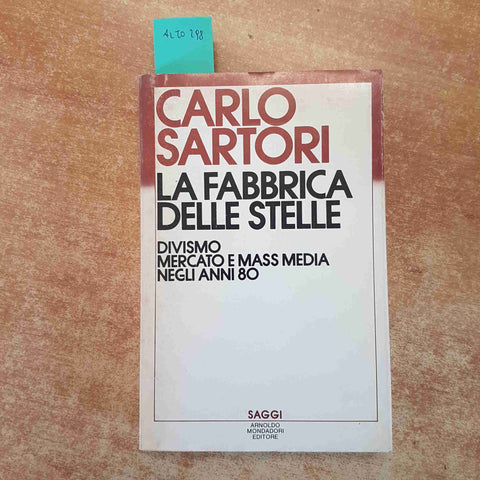 ALTO 298
CARLO
SARTORI
LA FABBRICA
DELLE STELLE
DIVISMO
MERCATO E MASS MEDIA
NEGLI ANNI 80
SAGGI
ARNOLDO
MONDADORI
EDITORE